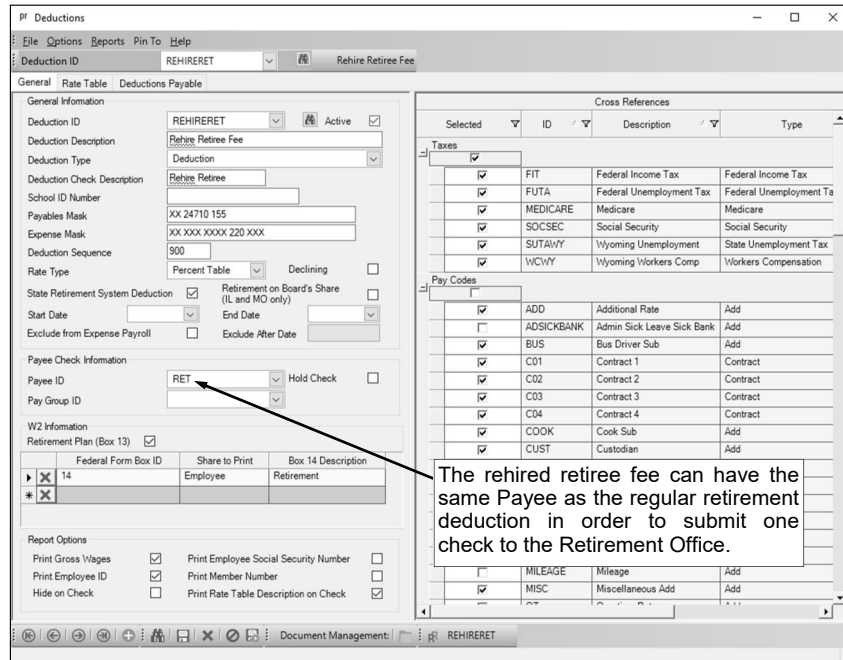 pr Deductions
File Options Reports Pin To Help
Deduction ID REHIRERET Rehire Retiree Fee
General Rate Table Deductions Payable
General Information
Deduction ID REHIRERET Active
Deduction Description Rehire Retiree Fee
Deduction Type Deduction
Deduction Check Description Rehire Retiree
School ID Number
Payables Mask XX 24710 155
Expense Mask XX XXX XXXX 220 XXX
Deduction Sequence 900
Rate Type Percent Table Declining
State Retirement System Deduction Retirement on Board's Share (IL and MO only)
Start Date End Date
Exclude from Expense Payroll Exclude After Date
Payee Check Information
Payee ID RET Hold Check
Pay Group ID
W2 Information
Retirement Plan (Box 13)
Federal Form Box ID Share to Print Box 14 Description
14 Employee Retirement
Report Options
Print Gross Wages Print Employee Social Security Number
Print Employee ID Print Member Number
Hide on Check Print Rate Table Description on Check
Cross References
Selected ID Description Type
Taxes
FIT Federal Income Tax Federal Income Tax
FUTA Federal Unemployment Tax Federal Unemployment Ta
MEDICARE Medicare Medicare
SOCSEC Social Security Social Security
SUTAWY Wyoming Unemployment State Unemployment Tax
WCWY Wyoming Workers Comp Workers Compensation
Pay Codes
ADD Additional Rate Add
ADSICKBANK Admin Sick Leave Sick Bank Add
BUS Bus Driver Sub Add
C01 Contract 1 Contract
C02 Contract 2 Contract
C03 Contract 3 Contract
C04 Contract 4 Contract
COOK Cook Sub Add
CUST Custodian Add
The rehired retiree fee can have the
same Payee as the regular retirement
deduction in order to submit one
check to the Retirement Office.
MILEAGE Mileage Add
MISC Miscellaneous Add Add
Document Management: REHIRERET